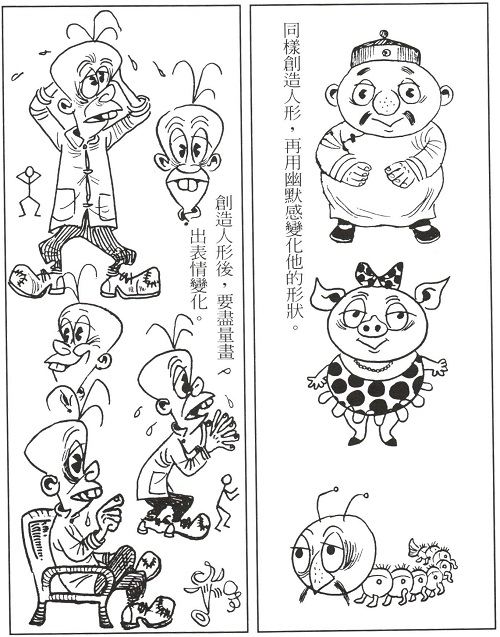 同樣創造人形，再用幽默感變化他的形狀。
創造人形後，要盡量畫
出表情變化。